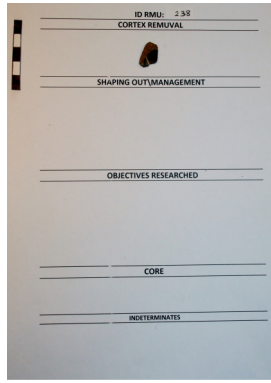 ID RMU: 238
CORTEX REMUVAL
SHAPING OUT\MANAGEMENT
OBJECTIVES RESEARCHED
CORE
INDETERMINATES